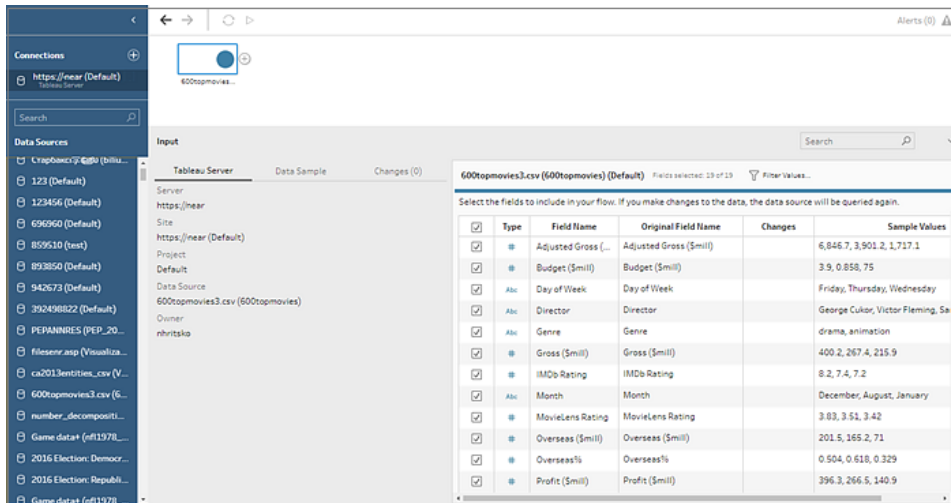 Alerts (0)
Connections
https://near (Default)
Tableau Server
600topmovies...
Search
Data Sources
123 (Default)
123456 (Default)
696960 (Default)
859510 (test)
893850 (Default)
942673 (Default)
392498822 (Default)
PEPANNRES (PEP_20...
filesenr.asp (Visualiza...
ca2013entities_csv (V...
600topmovies3.csv (6...
number_decompositi...
Game data+ (nfl1978_...
2016 Election: Democr...
2016 Election: Republi...
Game data+ (nfl1978
Input
Search
Tableau Server
Data Sample
Changes (0)
Server
https://near
Site
https://near (Default)
Project
Default
Data Source
600topmovies3.csv (600topmovies)
Owner
nhritsko
600topmovies3.csv (600topmovies) (Default) Fields selected: 19 of 19 Filter Values...
Select the fields to include in your flow. If you make changes to the data, the data source will be queried again.
Type Field Name Original Field Name Changes Sample Values
# Adjusted Gross (... Adjusted Gross ($mill) 6,846.7, 3,901.2, 1,717.1
# Budget ($mill) Budget ($mill) 3.9, 0.858, 75
Abc Day of Week Day of Week Friday, Thursday, Wednesday
Abc Director Director George Cukor, Victor Fleming, Sa
Abc Genre Genre drama, animation
# Gross ($mill) Gross ($mill) 400.2, 267.4, 215.9
# IMDb Rating IMDb Rating 8.2, 7.4, 7.2
Abc Month Month December, August, January
# MovieLens Rating MovieLens Rating 3.83, 3.51, 3.42
# Overseas ($mill) Overseas ($mill) 201.5, 165.2, 71
# Overseas% Overseas% 0.504, 0.618, 0.329
# Profit ($mill) Profit ($mill) 396.3, 266.5, 140.9